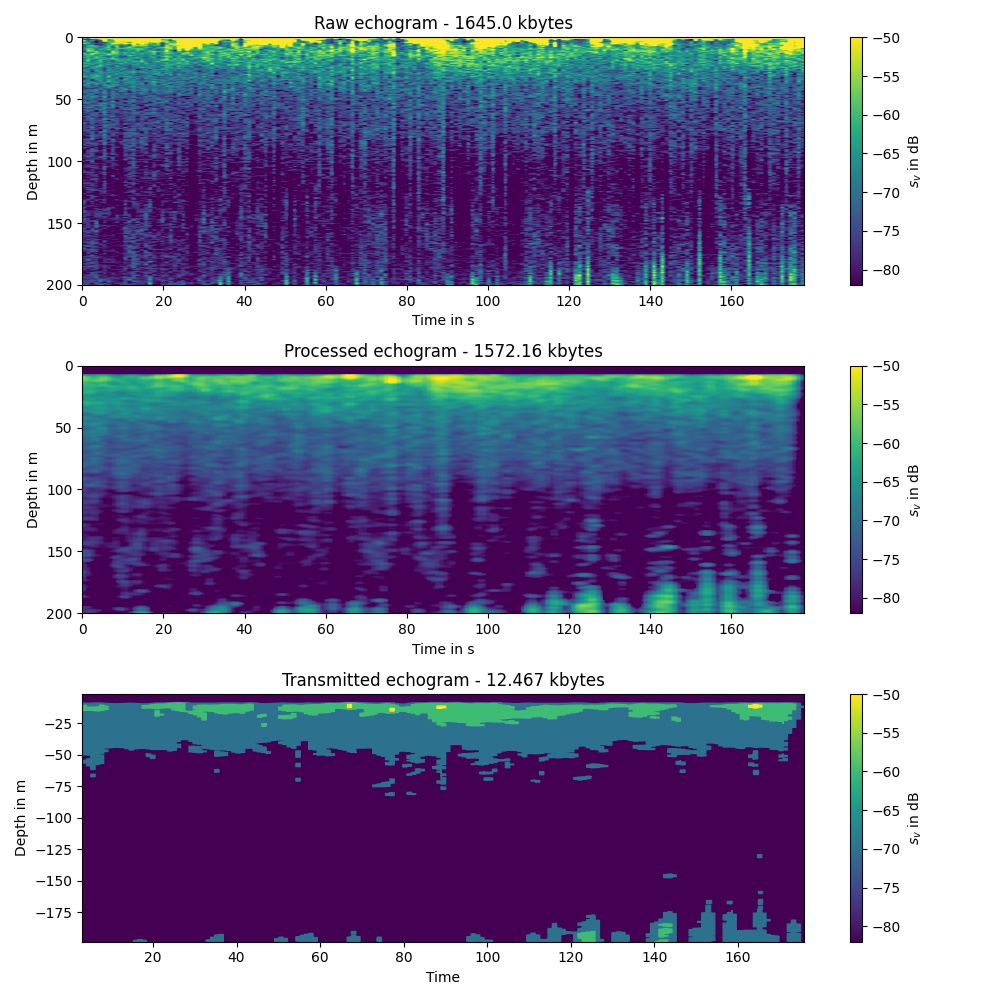 Raw echogram - 1645.0 kbytes
0
50
100
150
200
Depth in m
0 20 40 60 80 100 120 140 160
Time in s
−50
−55
−60
−65
−70
−75
−80
sv in dB
Processed echogram - 1572.16 kbytes
0
50
100
150
200
Depth in m
0 20 40 60 80 100 120 140 160
Time in s
−50
−55
−60
−65
−70
−75
−80
sv in dB
Transmitted echogram - 12.467 kbytes
−25
−50
−75
−100
−125
−150
−175
Depth in m
20 40 60 80 100 120 140 160
Time
−50
−55
−60
−65
−70
−75
−80
sv in dB